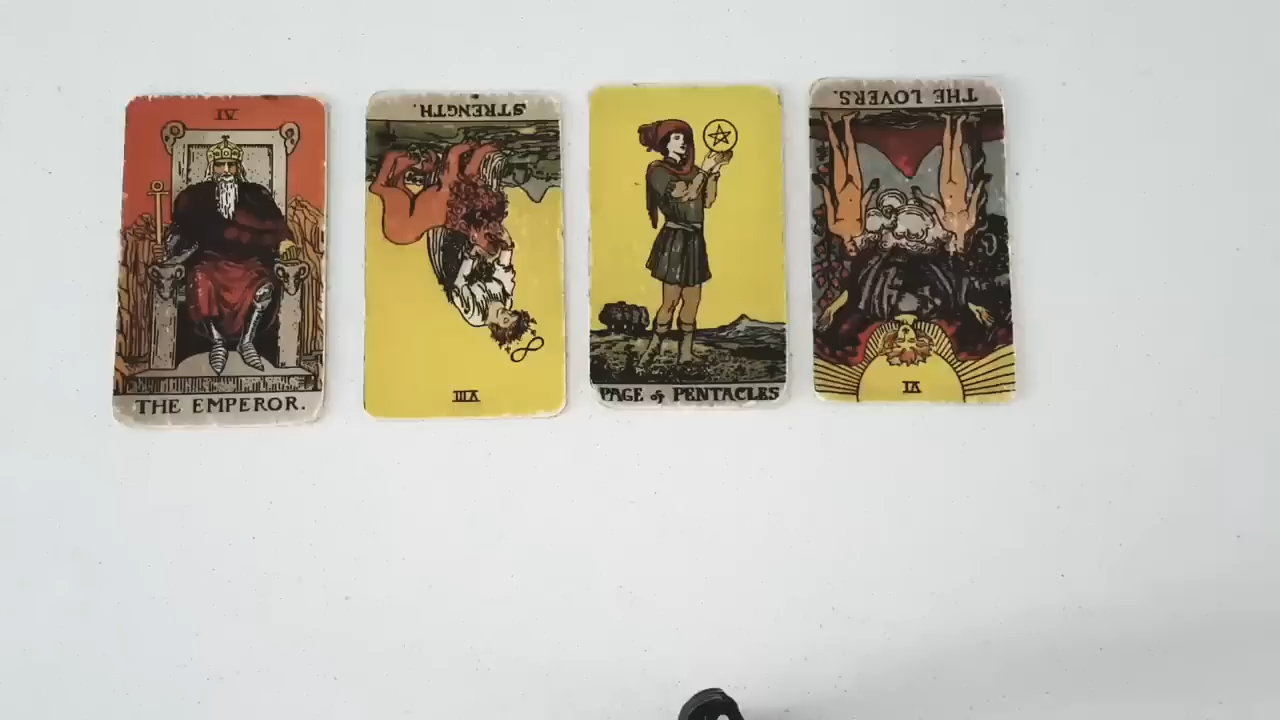 IV
THE EMPEROR.
STRENGTH.
VIII
PAGE of PENTACLES
THE LOVERS.
VI